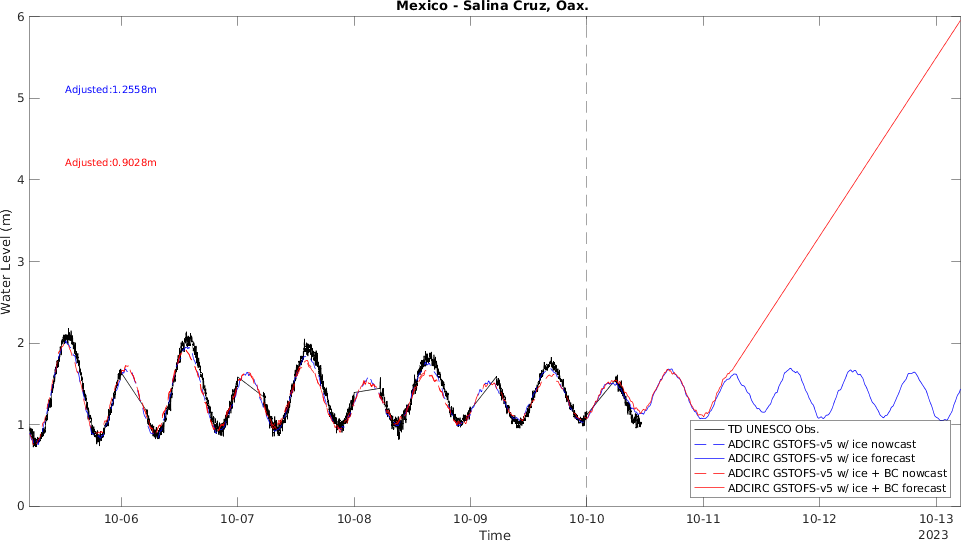 Mexico - Salina Cruz, Oax.
6
5
4
3
2
1
0
Water Level (m)
Adjusted:1.2558m
Adjusted:0.9028m
TD UNESCO Obs.
ADCIRC GSTOFS-v5 w/ ice nowcast
ADCIRC GSTOFS-v5 w/ ice forecast
ADCIRC GSTOFS-v5 w/ ice + BC nowcast
ADCIRC GSTOFS-v5 w/ ice + BC forecast
10-06 10-07 10-08 10-09 10-10 10-11 10-12 10-13
2023
Time